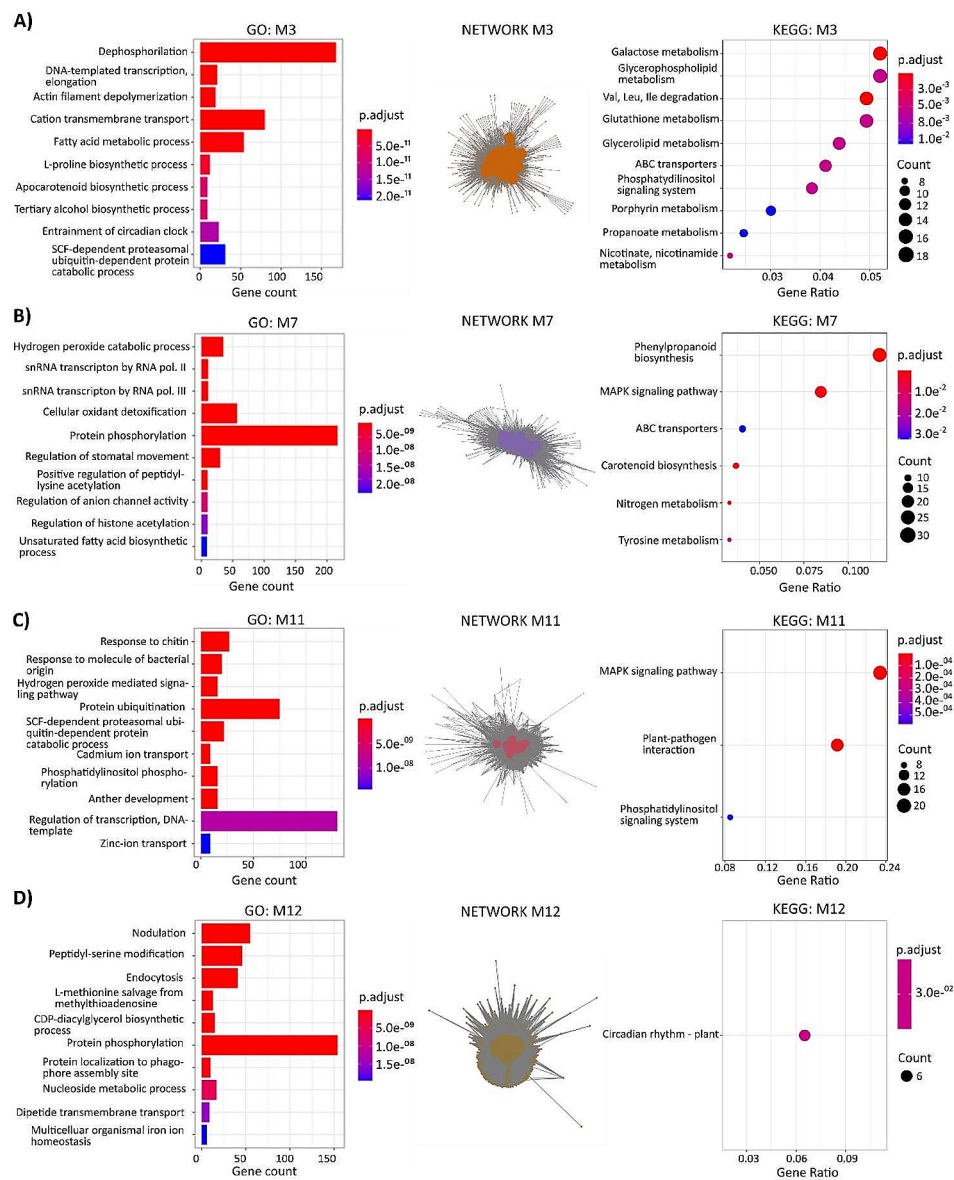 A)
GO: M3
Dephosphorilation
DNA-templated transcription,
elongation
Actin filament depolymerization
Cation transmembrane transport
Fatty acid metabolic process
L-proline biosynthetic process
Apocarotenoid biosynthetic process
Tertiary alcohol biosynthetic process
Entrainment of circadian clock
SCF-dependent proteasomal
ubiquitin-dependent protein
catabolic process
0 50 100 150
Gene count
p.adjust
5.0e-11
1.0e-11
1.5e-11
2.0e-11
NETWORK M3
KEGG: M3
Galactose metabolism
Glycerophospholipid
metabolism
Val, Leu, Ile degradation
Glutathione metabolism
Glycerolipid metabolism
ABC transporters
Phosphatydilinositol
signaling system
Porphyrin metabolism
Propanoate metabolism
Nicotinate, nicotinamide
metabolism
0.03 0.04 0.05
Gene Ratio
p.adjust
3.0e-3
5.0e-3
8.0e-3
1.0e-2
Count
8
10
12
14
16
18
B)
GO: M7
Hydrogen peroxide catabolic process
snRNA transcripton by RNA pol. II
snRNA transcripton by RNA pol. III
Cellular oxidant detoxification
Protein phosphorylation
Regulation of stomatal movement
Positive regulation of peptidyl-
lysine acetylation
Regulation of anion channel activity
Regulation of histone acetylation
Unsaturated fatty acid biosynthetic
process
0 50 100 150 200
Gene count
p.adjust
5.0e-09
1.0e-08
1.5e-08
2.0e-08
NETWORK M7
KEGG: M7
Phenylpropanoid
biosynthesis
MAPK signaling pathway
ABC transporters
Carotenoid biosynthesis
Nitrogen metabolism
Tyrosine metabolism
0.050 0.075 0.100
Gene Ratio
p.adjust
1.0e-2
2.0e-2
3.0e-2
Count
10
15
20
25
30
C)
GO: M11
Response to chitin
Response to molecule of bacterial
origin
Hydrogen peroxide mediated signa-
ling pathway
Protein ubiquitination
SCF-dependent proteasomal ubi-
quitin-dependent protein
catabolic process
Cadmium ion transport
Phosphatidylinositol phospho-
rylation
Anther development
Regulation of transcription, DNA-
template
Zinc-ion transport
0 50 100
Gene count
p.adjust
5.0e-09
1.0e-08
NETWORK M11
KEGG: M11
MAPK signaling pathway
Plant-pathogen
interaction
Phosphatidylinositol
signaling system
0.08 0.12 0.16 0.20 0.24
Gene Ratio
p.adjust
1.0e-04
2.0e-04
3.0e-04
4.0e-04
5.0e-04
Count
8
12
16
20
D)
GO: M12
Nodulation
Peptidyl-serine modification
Endocytosis
L-methionine salvage from
methylthioadenosine
CDP-diacylglycerol biosynthetic
process
Protein phosphorylation
Protein localization to phago-
phore assembly site
Nucleoside metabolic process
Dipetide transmembrane transport
Multicelluar organismal iron ion
homeostasis
0 50 100 150
Gene count
p.adjust
5.0e-09
1.0e-08
1.5e-08
NETWORK M12
KEGG: M12
Circadian rhythm - plant
0.03 0.06 0.09
Gene Ratio
p.adjust
3.0e-02
Count
6